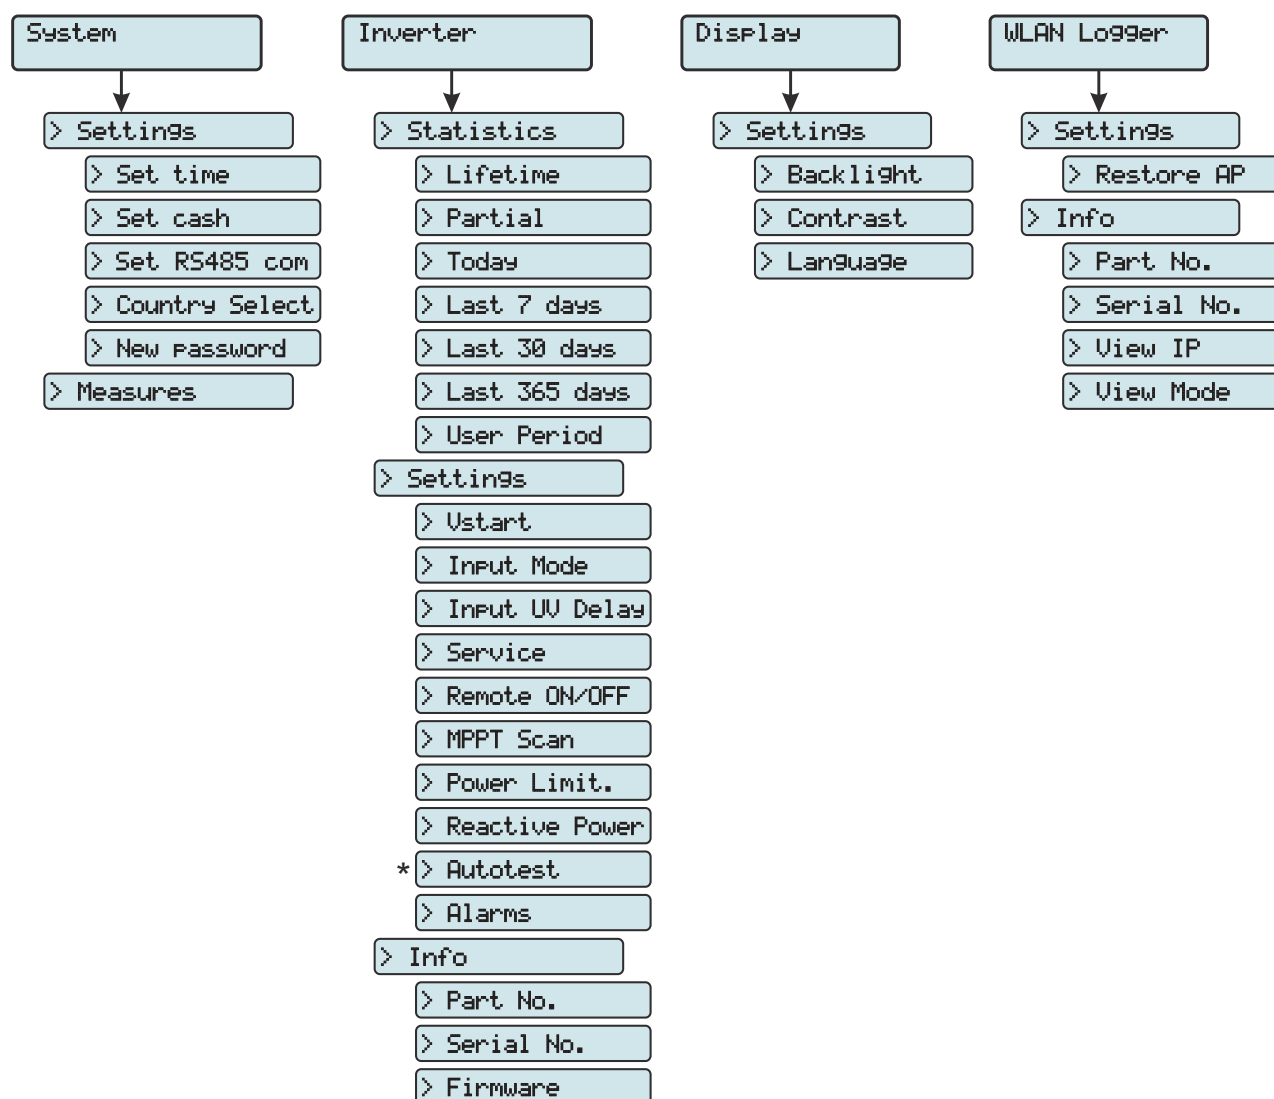 System
> Settings
> Set time
> Set cash
> Set RS485 com
> Country Select
> New password
> Measures
Inverter
> Statistics
> Lifetime
> Partial
> Today
> Last 7 days
> Last 30 days
> Last 365 days
> User Period
> Settings
> Vstart
> Input Mode
> Input UV Delay
> Service
> Remote ON/OFF
> MPPT Scan
> Power Limit.
> Reactive Power
* > Autotest
> Alarms
> Info
> Part No.
> Serial No.
> Firmware
Display
> Settings
> Backlight
> Contrast
> Language
WLAN Logger
> Settings
> Restore AP
> Info
> Part No.
> Serial No.
> View IP
> View Mode